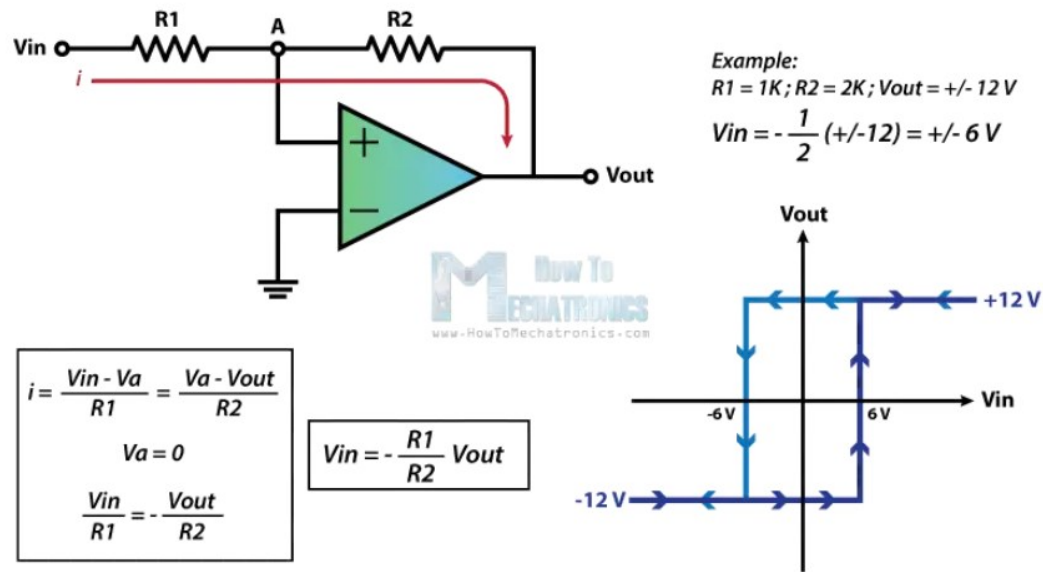 R1
A
R2
Vin
i
+
−
Vout
Example:
R1 = 1K ; R2 = 2K ; Vout = +/- 12 V
Vin = - 1/2 (+/-12) = +/- 6 V
How To
MECHATRONICS
www.HowToMechatronics.com
i = Vin - Va / R1 = Va - Vout / R2
Va = 0
Vin / R1 = - Vout / R2
Vin = - R1 / R2 Vout
Vout
+12 V
Vin
-6 V
6 V
-12 V